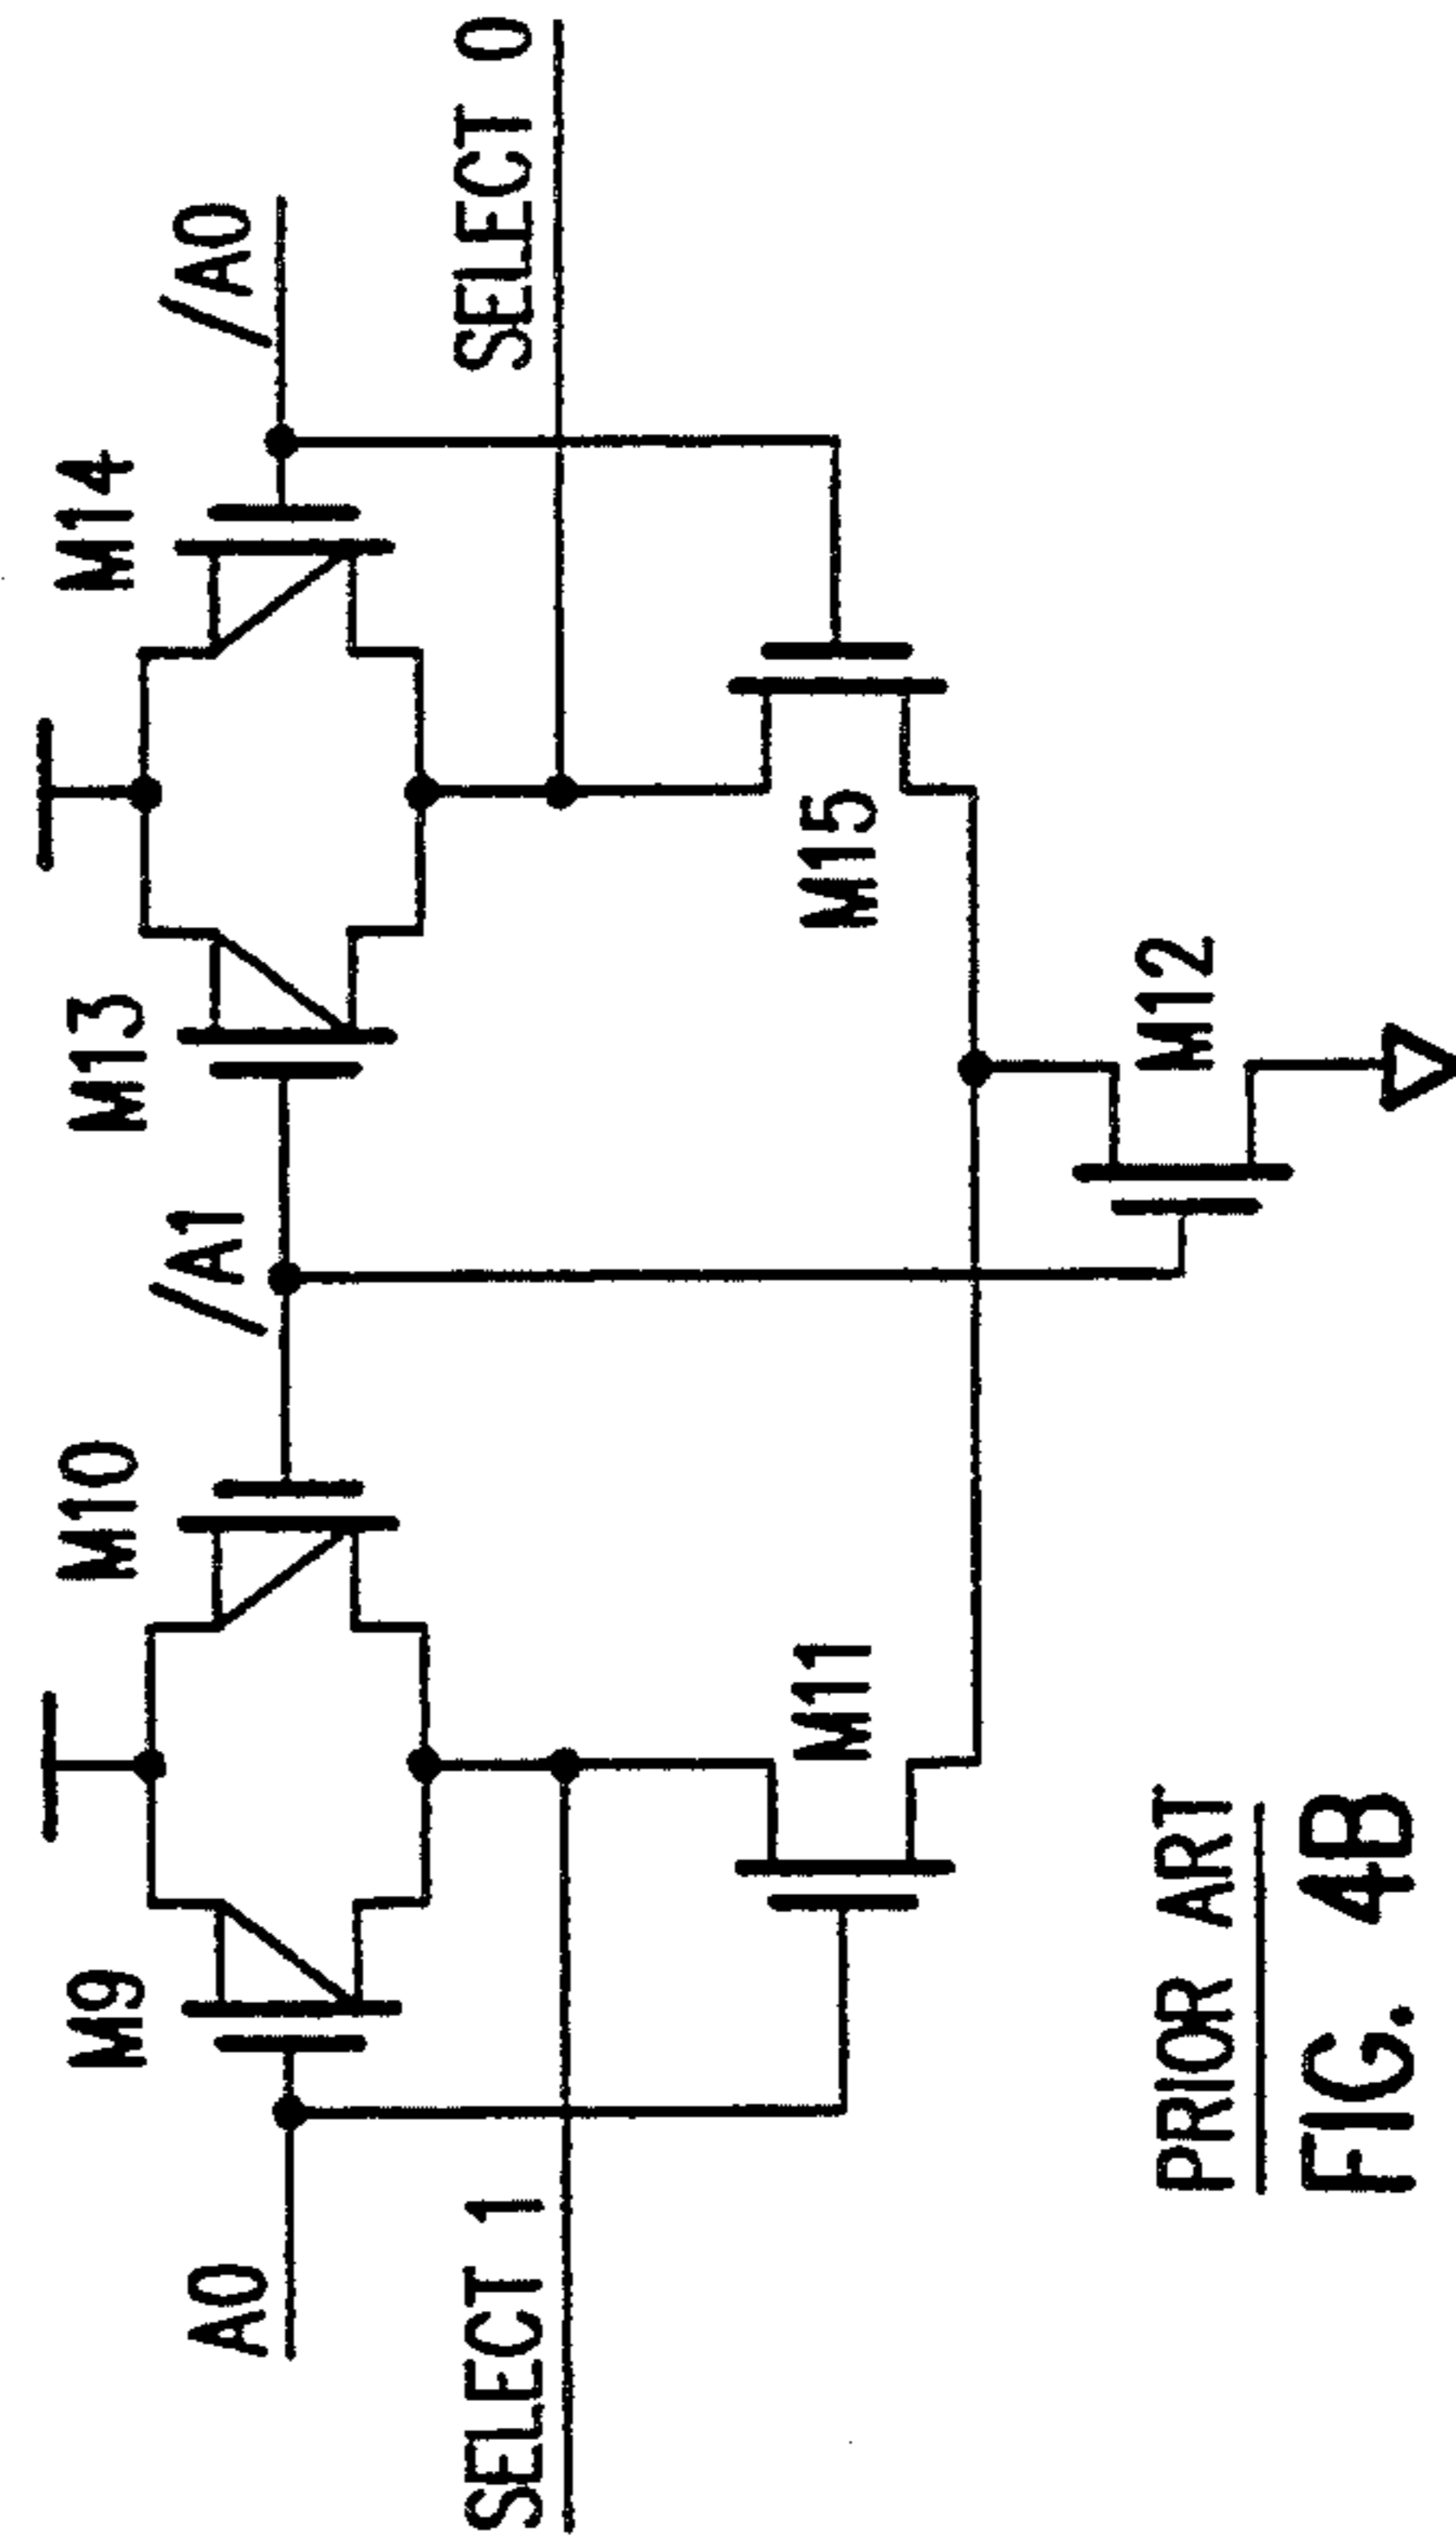 M9
M10
M13
M14
A0
/A1
/A0
SELECT 1
SELECT 0
M11
M15
M12
PRIOR ART
FIG. 4B